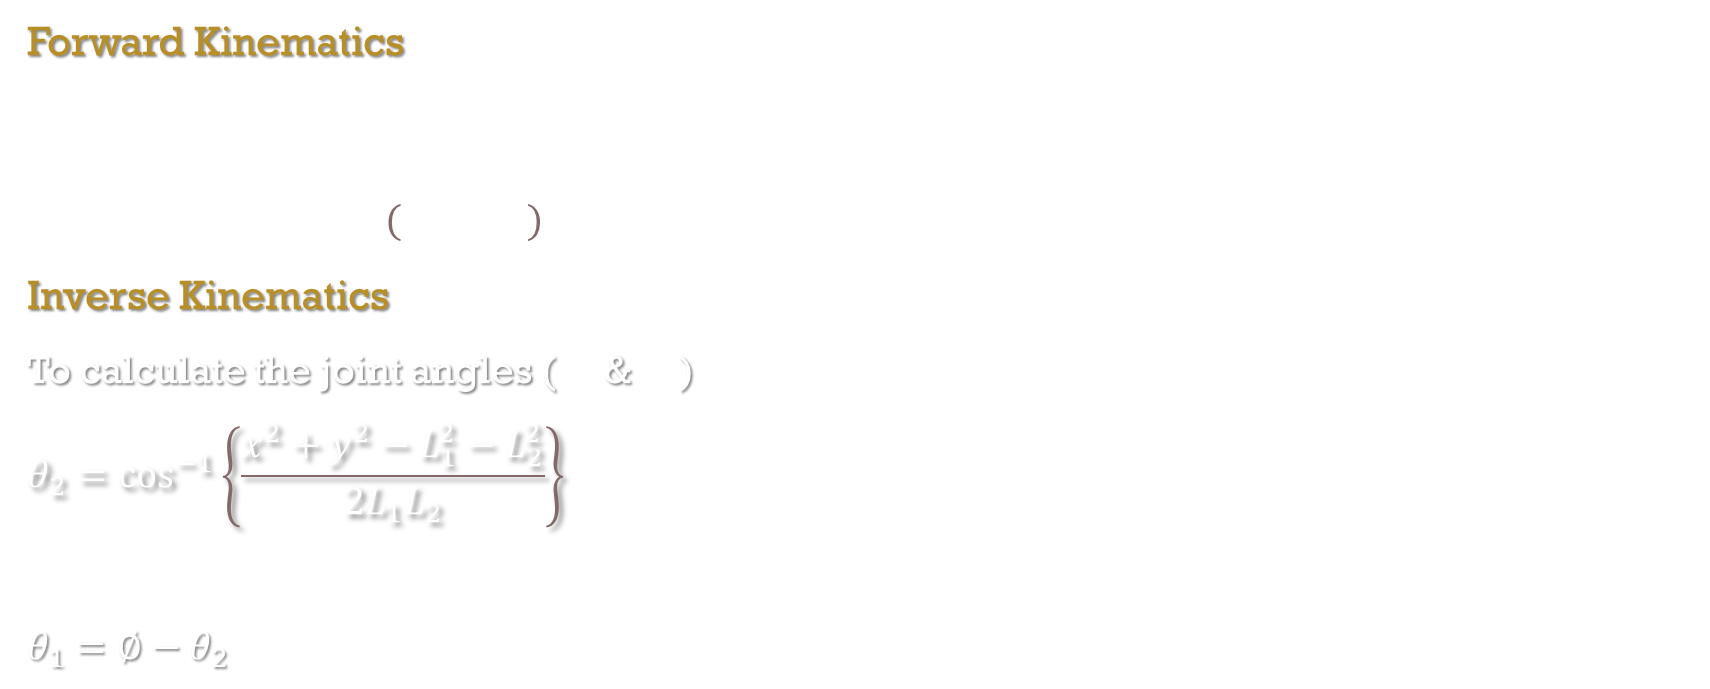 Forward Kinematics
( )
Inverse Kinematics
To calculate the joint angles ( & )
θ₂ = cos⁻¹ {(x² + y² − L₁² − L₂²) / (2L₁L₂)}
θ₁ = ∅ − θ₂